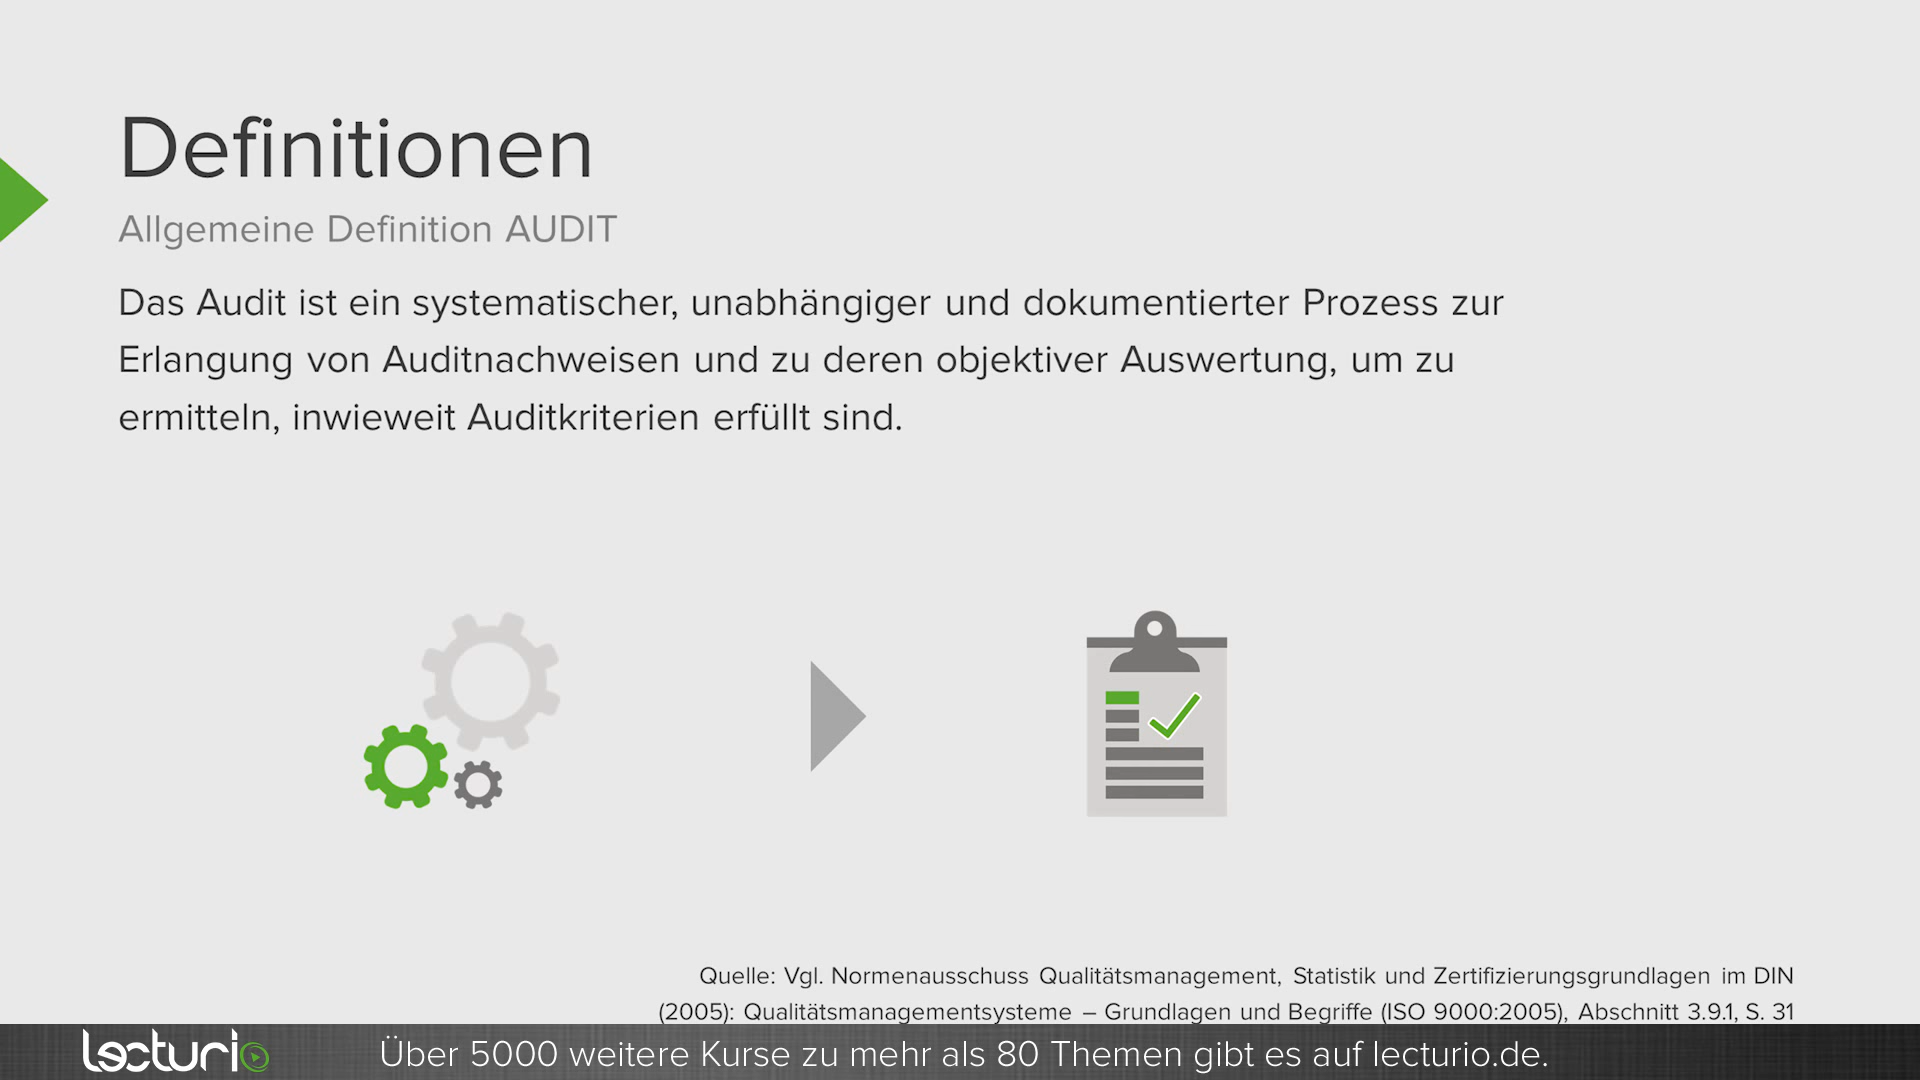 Definitionen
Allgemeine Definition AUDIT
Das Audit ist ein systematischer, unabhängiger und dokumentierter Prozess zur
Erlangung von Auditnachweisen und zu deren objektiver Auswertung, um zu
ermitteln, inwieweit Auditkriterien erfüllt sind.
Quelle: Vgl. Normenausschuss Qualitätsmanagement, Statistik und Zertifizierungsgrundlagen im DIN
(2005): Qualitätsmanagementsysteme – Grundlagen und Begriffe (ISO 9000:2005), Abschnitt 3.9.1, S. 31
lecturio
Über 5000 weitere Kurse zu mehr als 80 Themen gibt es auf lecturio.de.